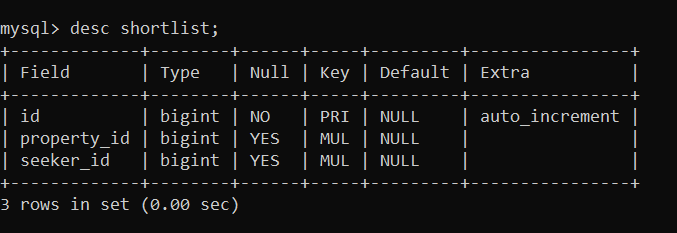 mysql> desc shortlist;
+-------------+--------+------+-----+---------+----------------+
| Field       | Type   | Null | Key | Default | Extra          |
+-------------+--------+------+-----+---------+----------------+
| id          | bigint | NO   | PRI | NULL    | auto_increment |
| property_id | bigint | YES  | MUL | NULL    |                |
| seeker_id   | bigint | YES  | MUL | NULL    |                |
+-------------+--------+------+-----+---------+----------------+
3 rows in set (0.00 sec)